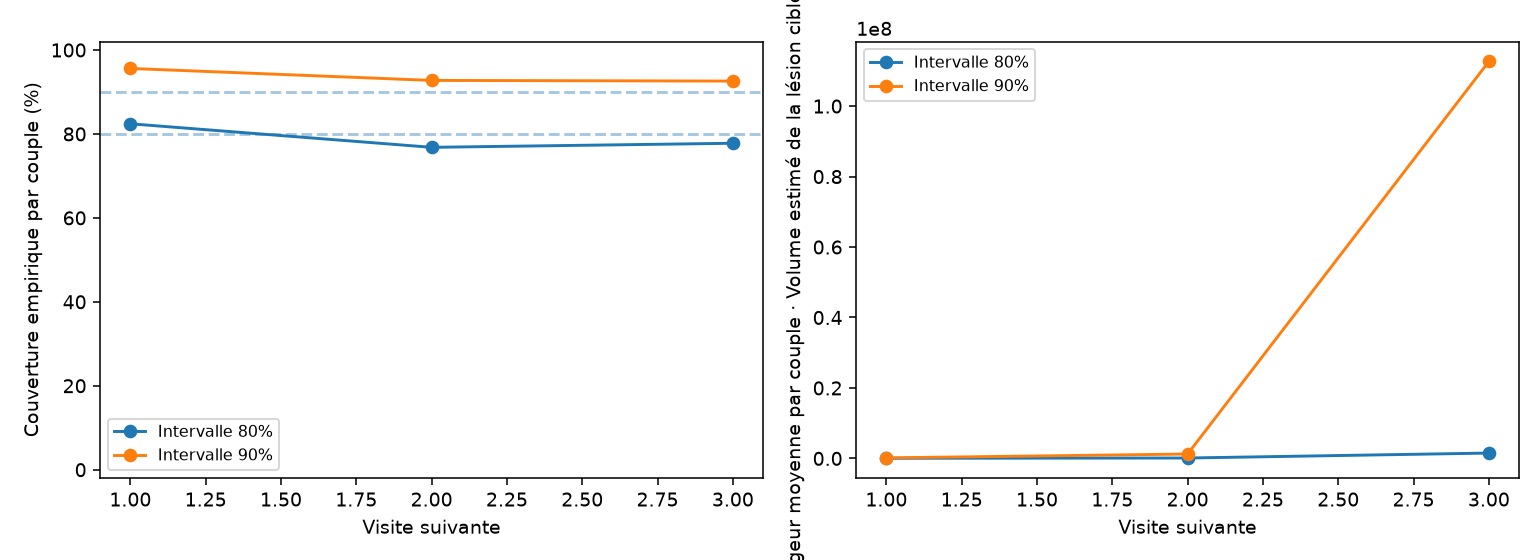 Couverture empirique par couple (%)
100
80
60
40
20
0
Intervalle 80%
Intervalle 90%
1.00 1.25 1.50 1.75 2.00 2.25 2.50 2.75 3.00
Visite suivante
geur moyenne par couple · Volume estimé de la lésion cible
1e8
1.0
0.8
0.6
0.4
0.2
0.0
Intervalle 80%
Intervalle 90%
1.00 1.25 1.50 1.75 2.00 2.25 2.50 2.75 3.00
Visite suivante